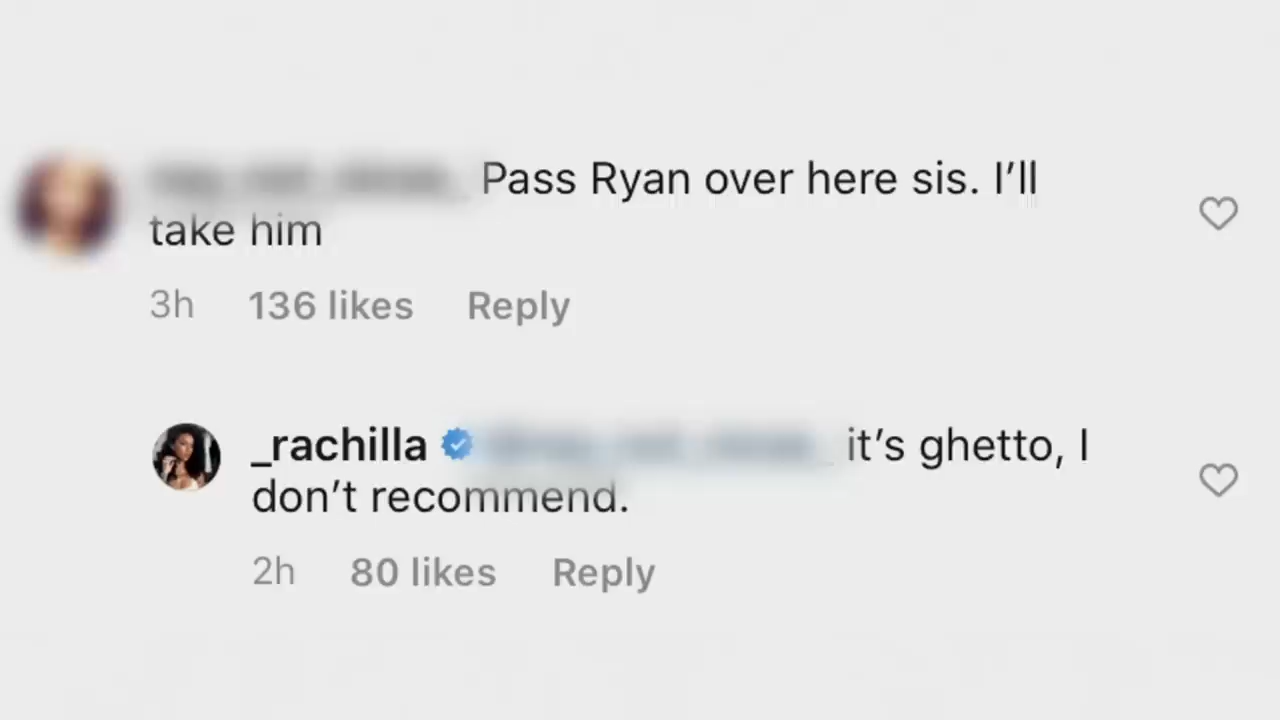 Pass Ryan over here sis. I’ll
take him
3h 136 likes Reply
_rachilla it’s ghetto, I
don’t recommend.
2h 80 likes Reply